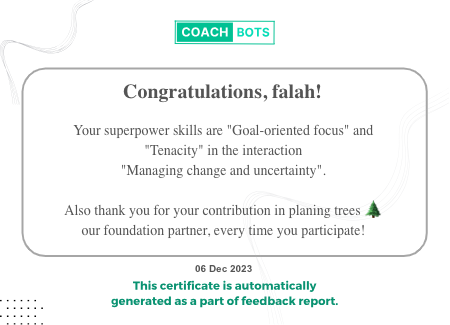 COACH BOTS
Congratulations, falah!
Your superpower skills are "Goal-oriented focus" and
"Tenacity" in the interaction
"Managing change and uncertainty".
Also thank you for your contribution in planing trees 🌲
our foundation partner, every time you participate!
06 Dec 2023
This certificate is automatically
generated as a part of feedback report.